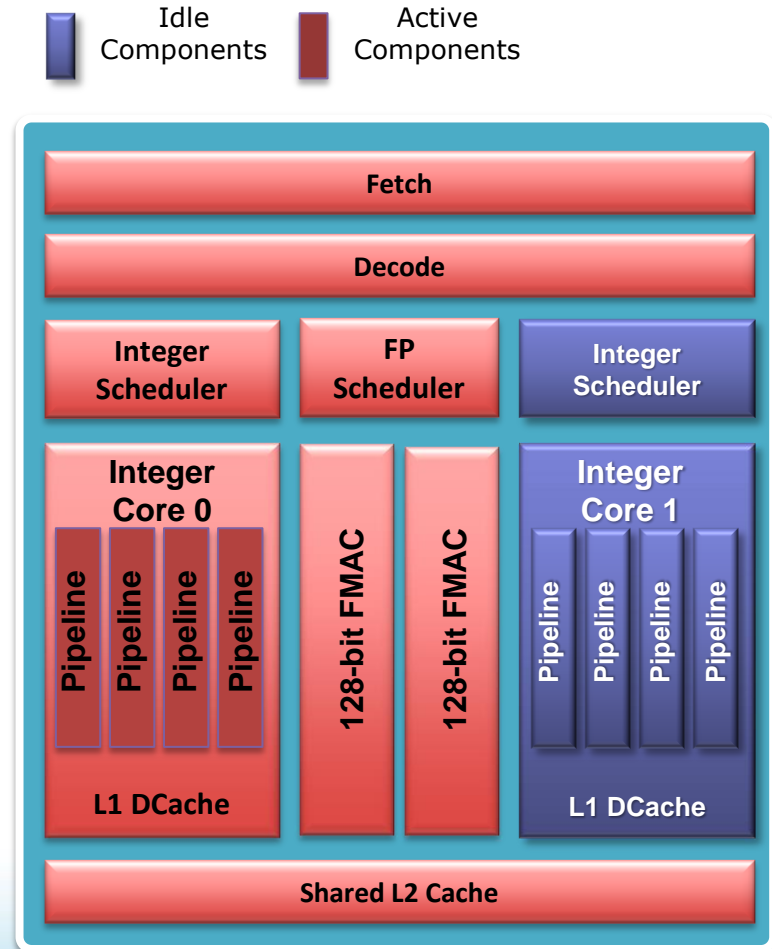 Idle
Components
Active
Components
Fetch
Decode
Integer
Scheduler
FP
Scheduler
Integer
Scheduler
Integer
Core 0
Pipeline
Pipeline
Pipeline
Pipeline
L1 DCache
128-bit FMAC
128-bit FMAC
Integer
Core 1
Pipeline
Pipeline
Pipeline
Pipeline
L1 DCache
Shared L2 Cache